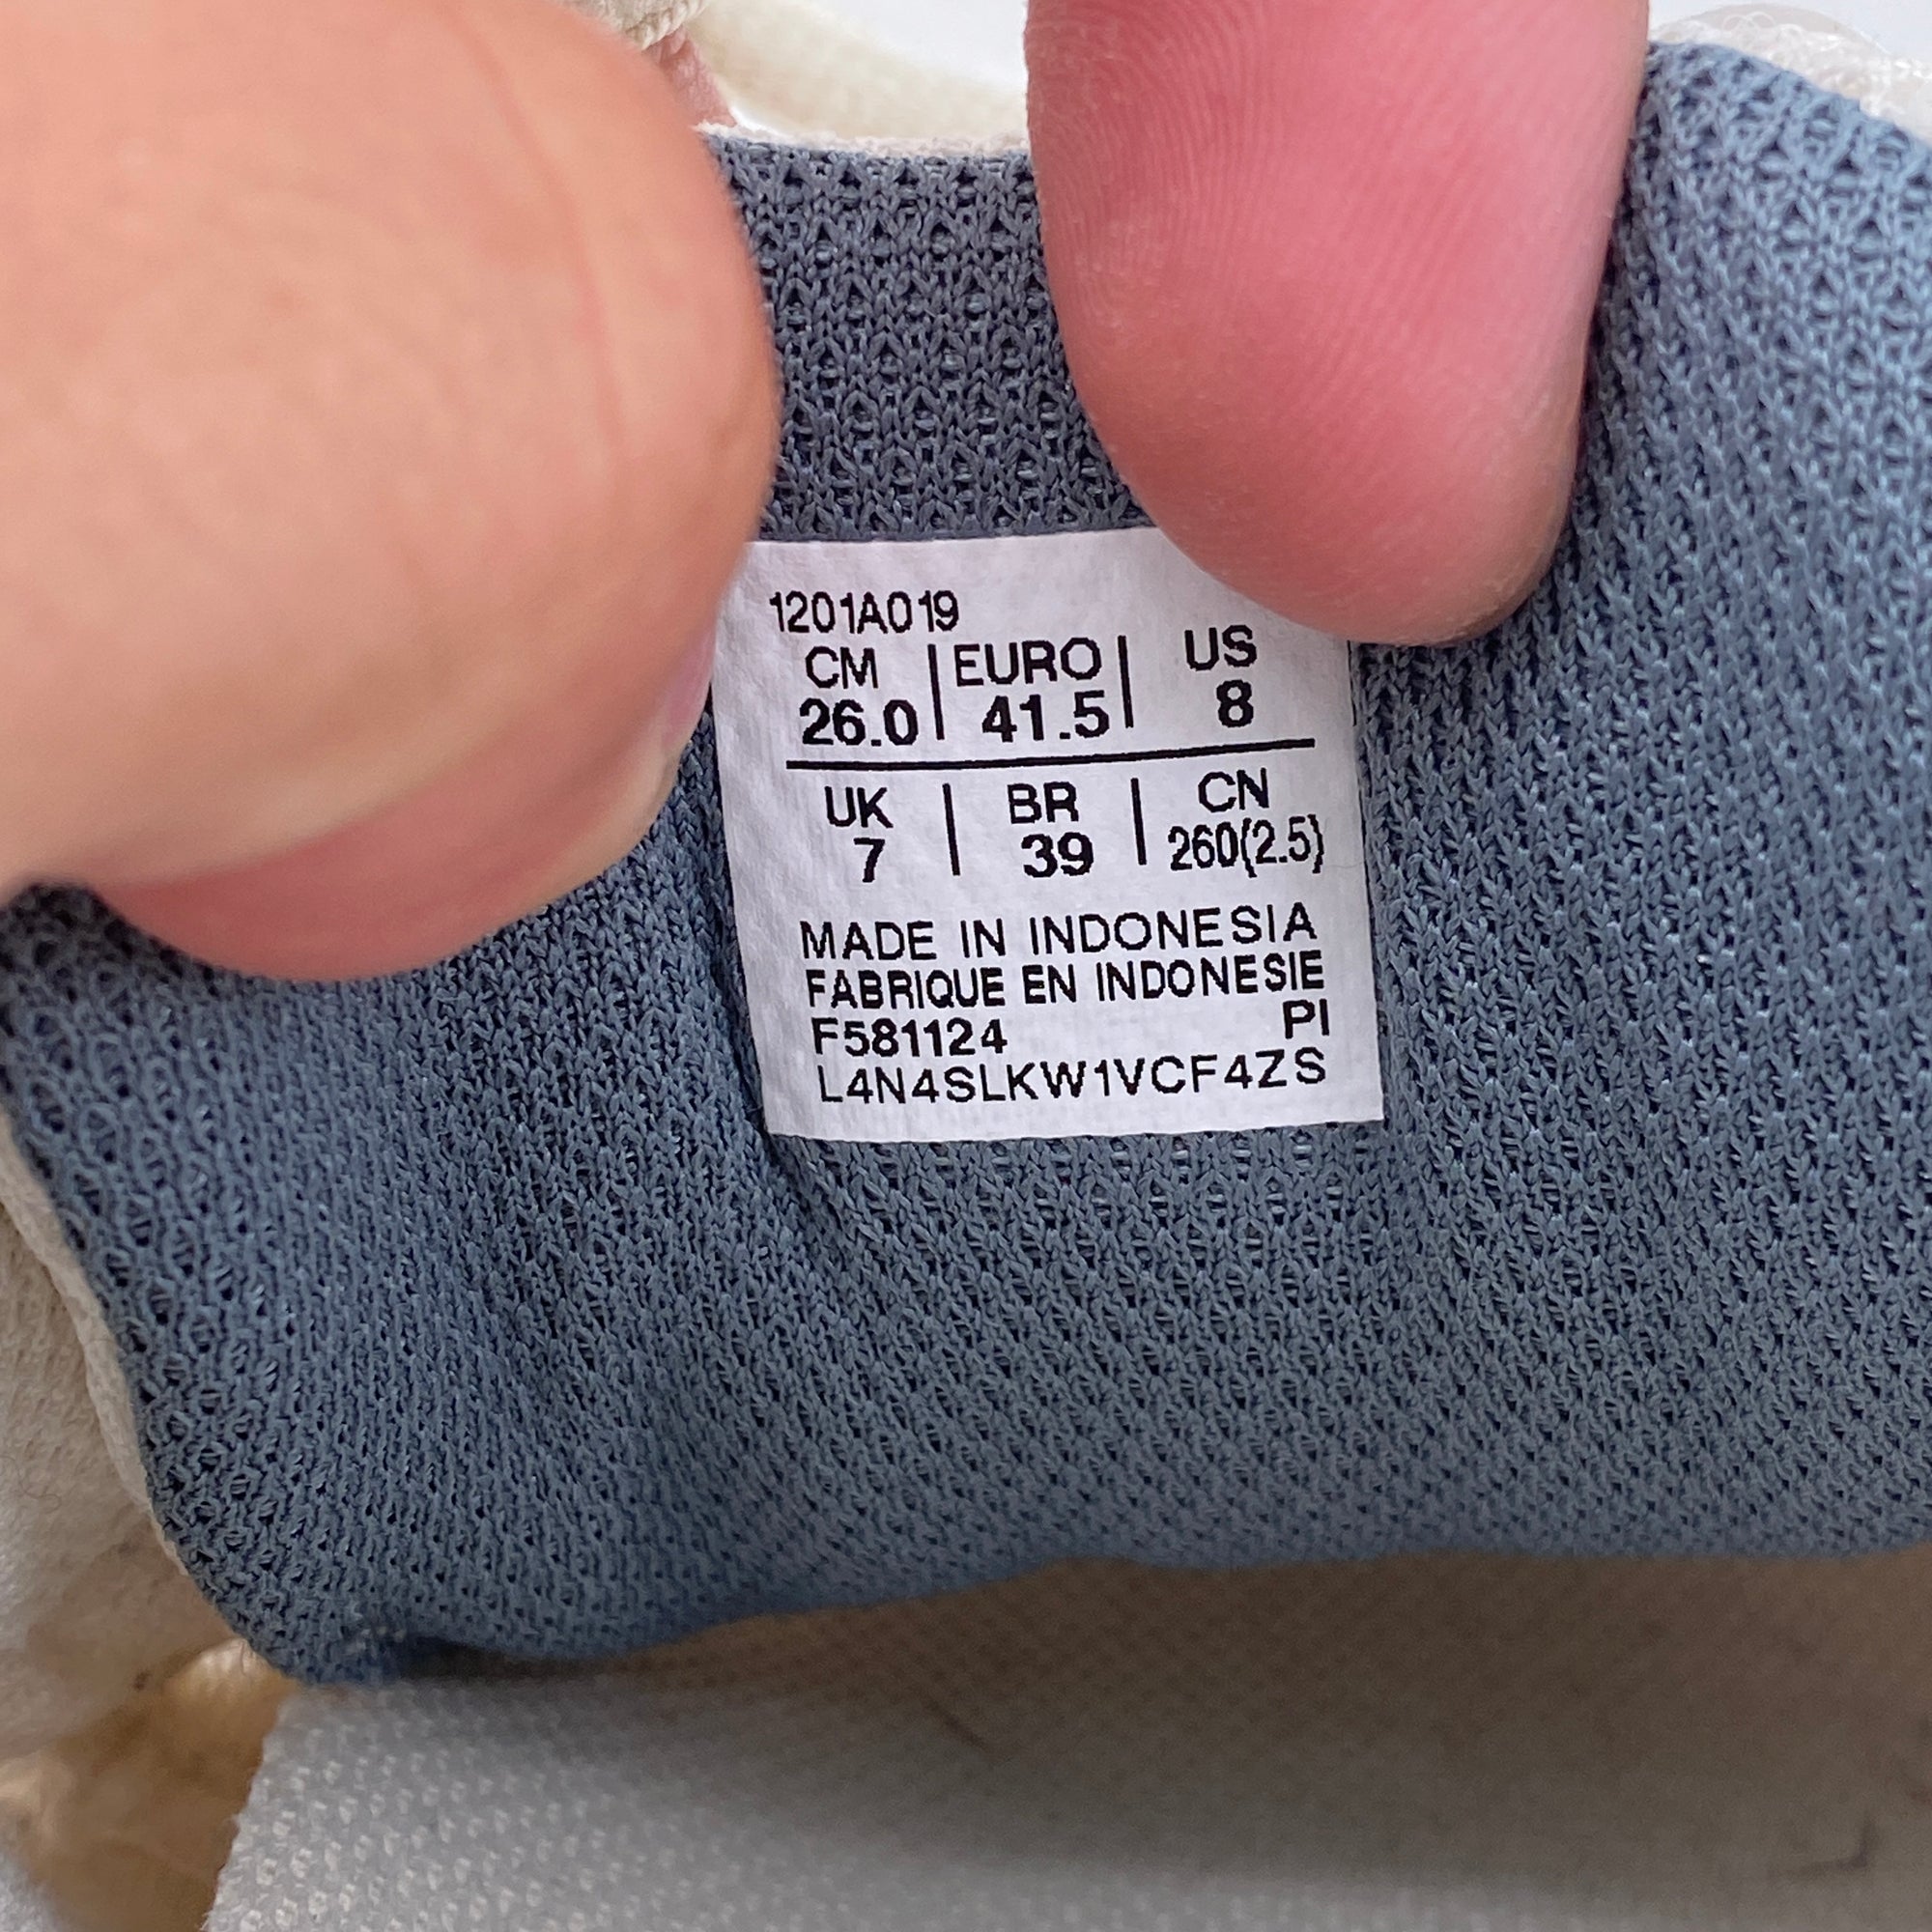 1201A019
CM | EURO | US
26.0 | 41.5 | 8
UK | BR | CN
7 | 39 | 260(2.5)
MADE IN INDONESIA
FABRIQUE EN INDONESIE
F581124 PI
L4N4SLKW1VCF4ZS